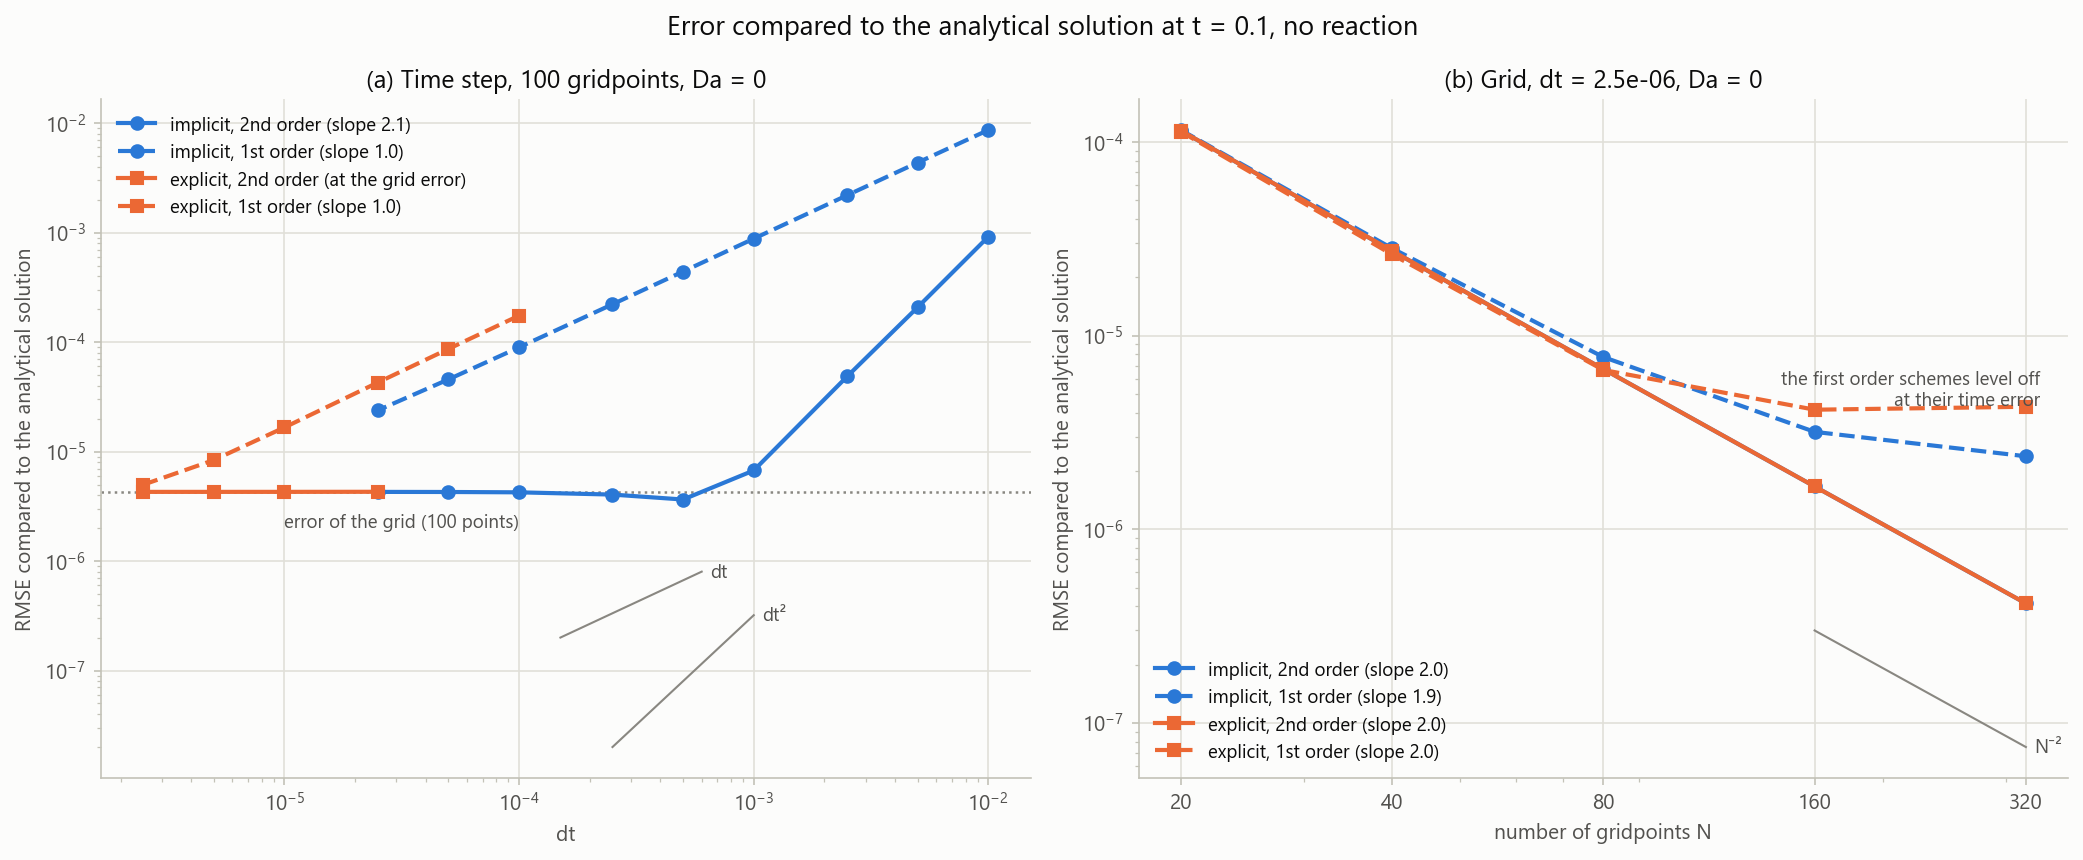 Error compared to the analytical solution at t = 0.1, no reaction
(a) Time step, 100 gridpoints, Da = 0
RMSE compared to the analytical solution
10⁻²
10⁻³
10⁻⁴
10⁻⁵
10⁻⁶
10⁻⁷
implicit, 2nd order (slope 2.1)
implicit, 1st order (slope 1.0)
explicit, 2nd order (at the grid error)
explicit, 1st order (slope 1.0)
error of the grid (100 points)
dt
dt²
10⁻⁵
10⁻⁴
10⁻³
10⁻²
dt
(b) Grid, dt = 2.5e-06, Da = 0
RMSE compared to the analytical solution
10⁻⁴
10⁻⁵
10⁻⁶
10⁻⁷
the first order schemes level off
at their time error
implicit, 2nd order (slope 2.0)
implicit, 1st order (slope 1.9)
explicit, 2nd order (slope 2.0)
explicit, 1st order (slope 2.0)
N⁻²
20
40
80
160
320
number of gridpoints N